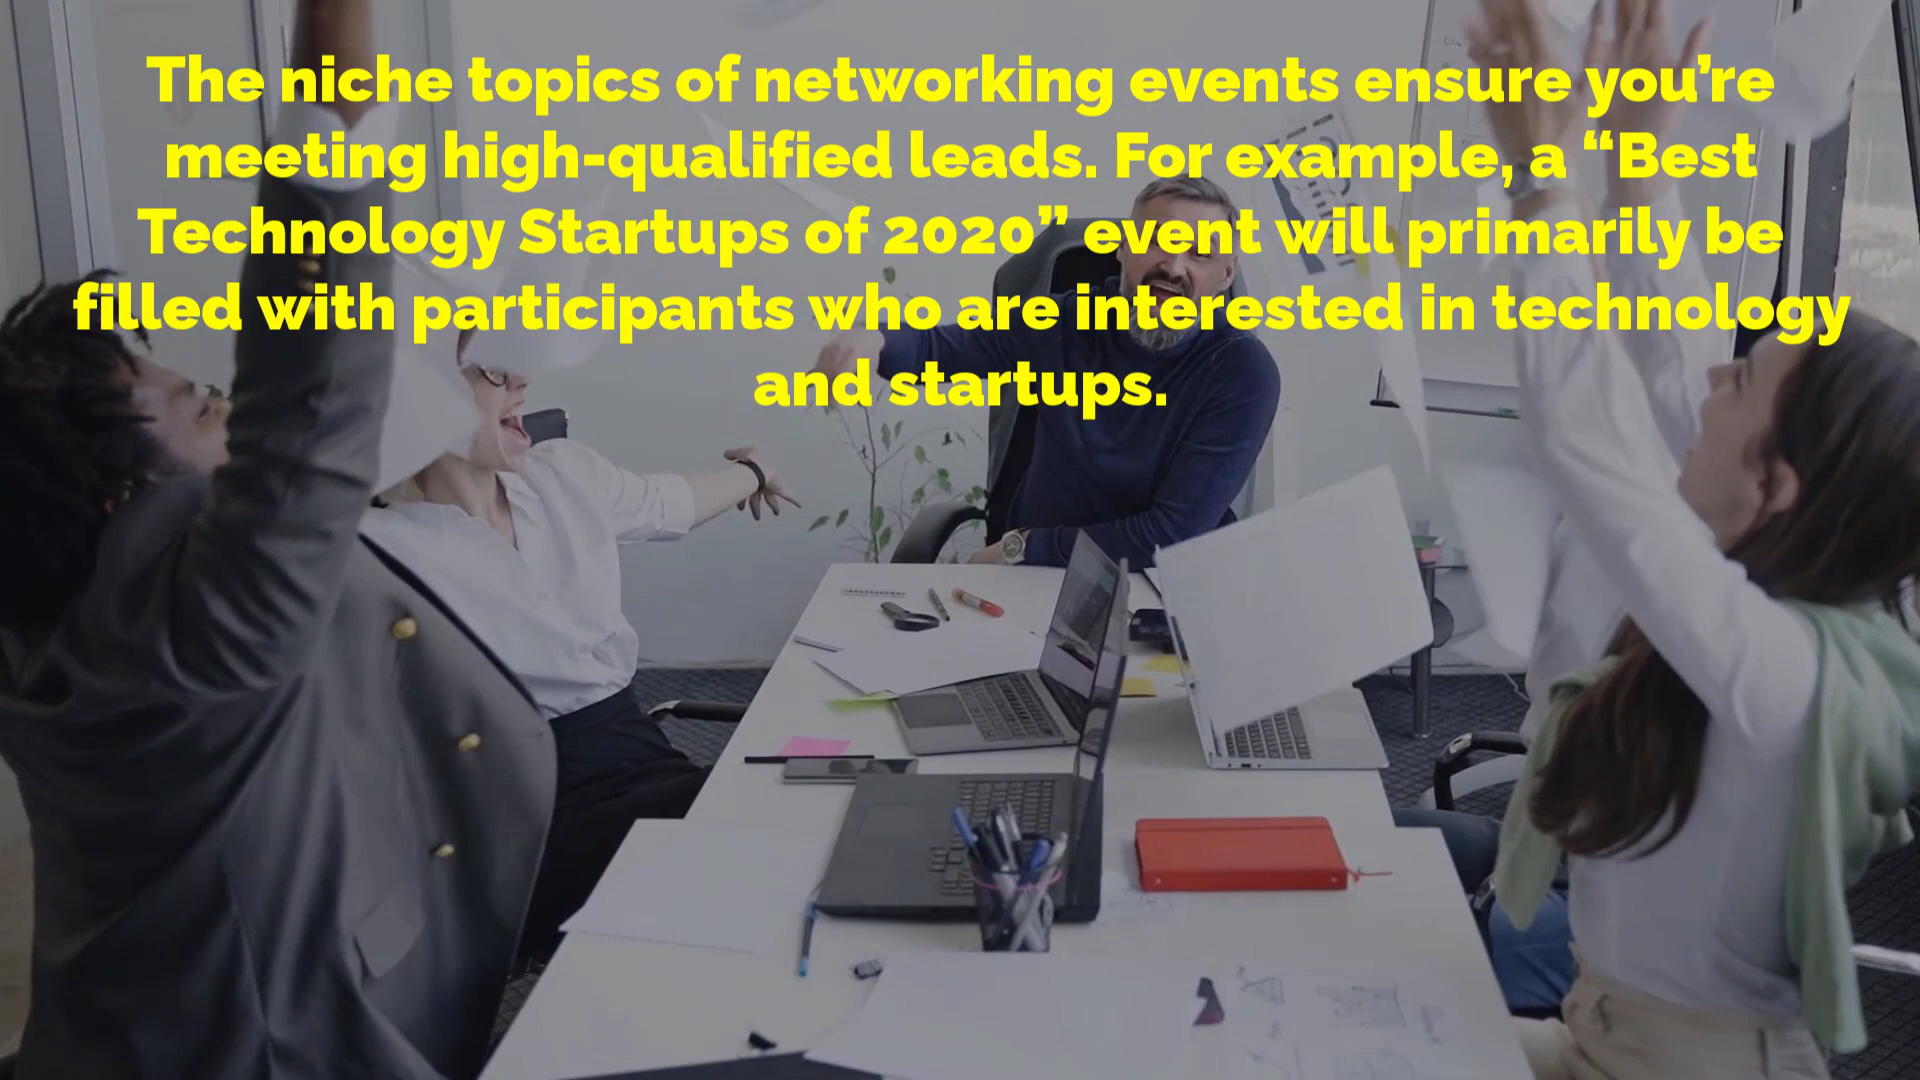 The niche topics of networking events ensure you’re
meeting high-qualified leads. For example, a “Best
Technology Startups of 2020” event will primarily be
filled with participants who are interested in technology
and startups.